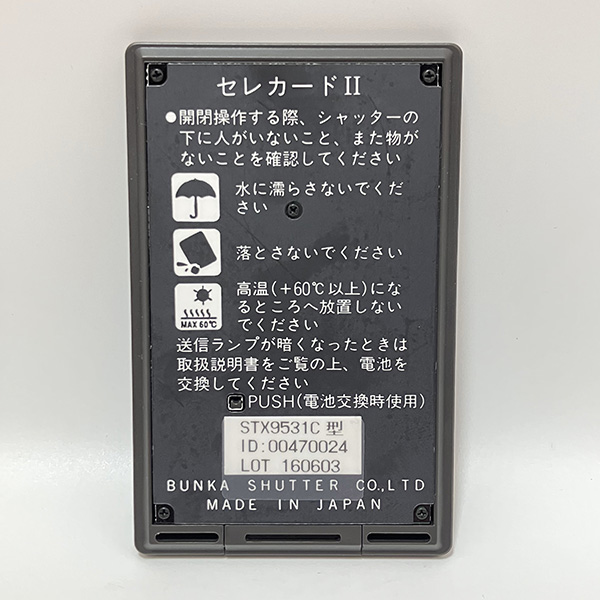 セレカードII
●開閉操作する際、シャッターの
下に人がいないこと、また物が
ないことを確認してください
水に濡らさないでくだ
さい
落とさないでください
高温(+60℃以上)にな
るところへ放置しない
でください
MAX 60℃
送信ランプが暗くなったときは
取扱説明書をご覧の上、電池を
交換してください
PUSH(電池交換時使用)
STX9531C 型
ID:00470024
LOT 160603
BUNKA SHUTTER CO.,LTD
MADE IN JAPAN